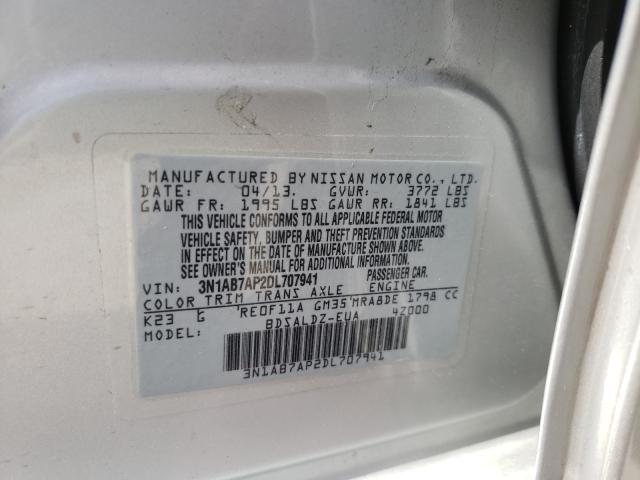 MANUFACTURED BY NISSAN MOTOR CO., LTD.
DATE: 04/13. GVWR: 3772 LBS
GAWR FR: 1995 LBS GAWR RR: 1841 LBS
THIS VEHICLE CONFORMS TO ALL APPLICABLE FEDERAL MOTOR
VEHICLE SAFETY, BUMPER AND THEFT PREVENTION STANDARDS
IN EFFECT ON THE DATE OF MANUFACTURE SHOWN ABOVE.
SEE OWNER'S MANUAL FOR ADDITIONAL INFORMATION.
VIN: 3N1AB7AP2DL707941 PASSENGER CAR.
COLOR TRIM TRANS AXLE ENGINE
K23 G RE0F11A GM35 MRA8DE 1798 CC
MODEL: BDSALDZ-EUA 4Z000
3N1AB7AP2DL707941